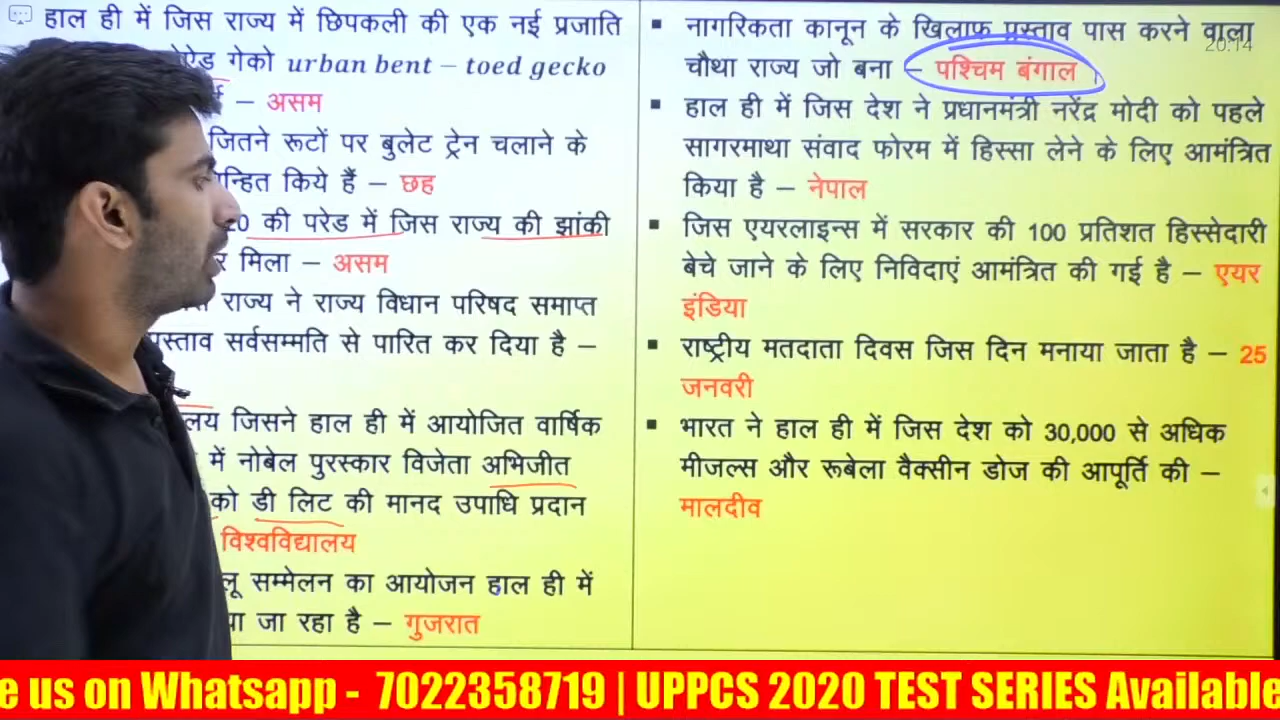 हाल ही में जिस राज्य में छिपकली की एक नई प्रजाति
गेको urban bent – toed gecko
– असम
जितने रूटों पर बुलेट ट्रेन चलाने के
किये हैं – छह
की परेड में जिस राज्य की झांकी
मिला – असम
राज्य ने राज्य विधान परिषद समाप्त
सर्वसम्मति से पारित कर दिया है –
जिसने हाल ही में आयोजित वार्षिक
में नोबेल पुरस्कार विजेता अभिजीत
को डी लिट की मानद उपाधि प्रदान
विश्वविद्यालय
सम्मेलन का आयोजन हाल ही में
जा रहा है – गुजरात
▪ नागरिकता कानून के खिलाफ प्रस्ताव पास करने वाला
चौथा राज्य जो बना – पश्चिम बंगाल
▪ हाल ही में जिस देश ने प्रधानमंत्री नरेंद्र मोदी को पहले
सागरमाथा संवाद फोरम में हिस्सा लेने के लिए आमंत्रित
किया है – नेपाल
▪ जिस एयरलाइन्स में सरकार की 100 प्रतिशत हिस्सेदारी
बेचे जाने के लिए निविदाएं आमंत्रित की गई है – एयर
इंडिया
▪ राष्ट्रीय मतदाता दिवस जिस दिन मनाया जाता है – 25
जनवरी
▪ भारत ने हाल ही में जिस देश को 30,000 से अधिक
मीजल्स और रूबेला वैक्सीन डोज की आपूर्ति की –
मालदीव
20:14
e us on Whatsapp - 7022358719 | UPPCS 2020 TEST SERIES Available